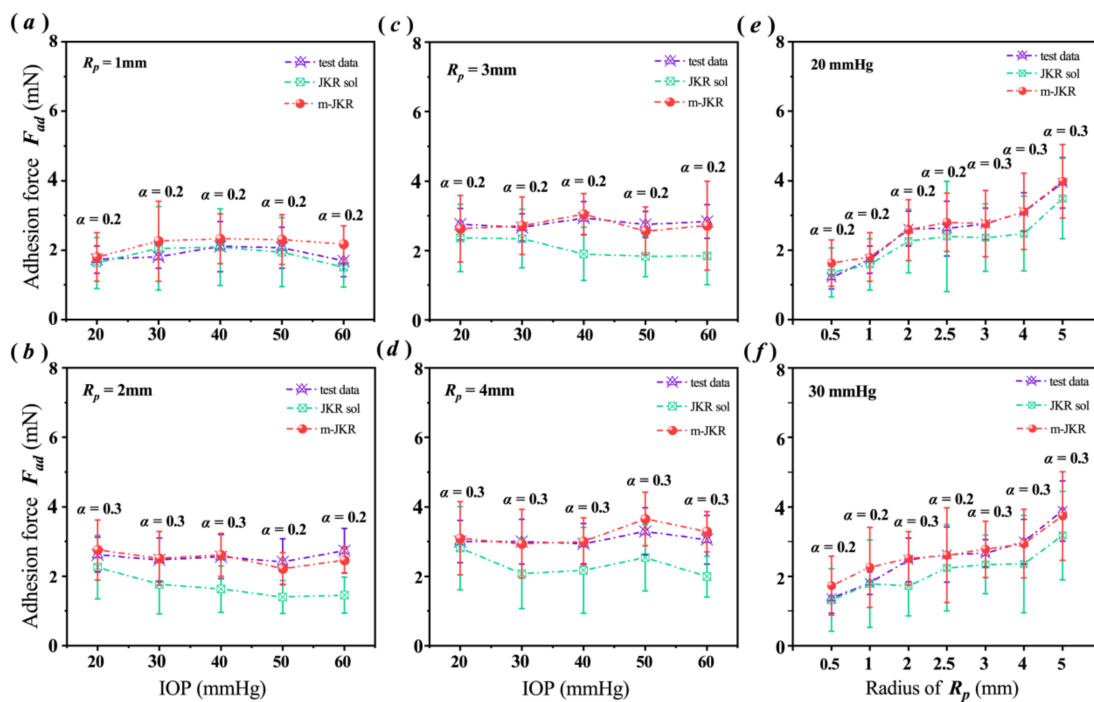 (a)
Rp = 1mm
test data
JKR sol
m-JKR
α = 0.2
α = 0.2
α = 0.2
α = 0.2
α = 0.2
8
6
4
2
0
20 30 40 50 60
Adhesion force Fad (mN)
(b)
Rp = 2mm
test data
JKR sol
m-JKR
α = 0.3
α = 0.3
α = 0.3
α = 0.2
α = 0.2
8
6
4
2
0
20 30 40 50 60
Adhesion force Fad (mN)
IOP (mmHg)
(c)
Rp = 3mm
test data
JKR sol
m-JKR
α = 0.2
α = 0.2
α = 0.2
α = 0.2
α = 0.2
8
6
4
2
0
20 30 40 50 60
(d)
Rp = 4mm
test data
JKR sol
m-JKR
α = 0.3
α = 0.3
α = 0.3
α = 0.3
α = 0.3
8
6
4
2
0
20 30 40 50 60
IOP (mmHg)
(e)
20 mmHg
test data
JKR sol
m-JKR
α = 0.2
α = 0.2
α = 0.2
α = 0.2
α = 0.3
α = 0.3
α = 0.3
8
6
4
2
0
0.5 1 2 2.5 3 4 5
(f)
30 mmHg
test data
JKR sol
m-JKR
α = 0.2
α = 0.2
α = 0.3
α = 0.2
α = 0.3
α = 0.3
α = 0.3
8
6
4
2
0
0.5 1 2 2.5 3 4 5
Radius of Rp (mm)